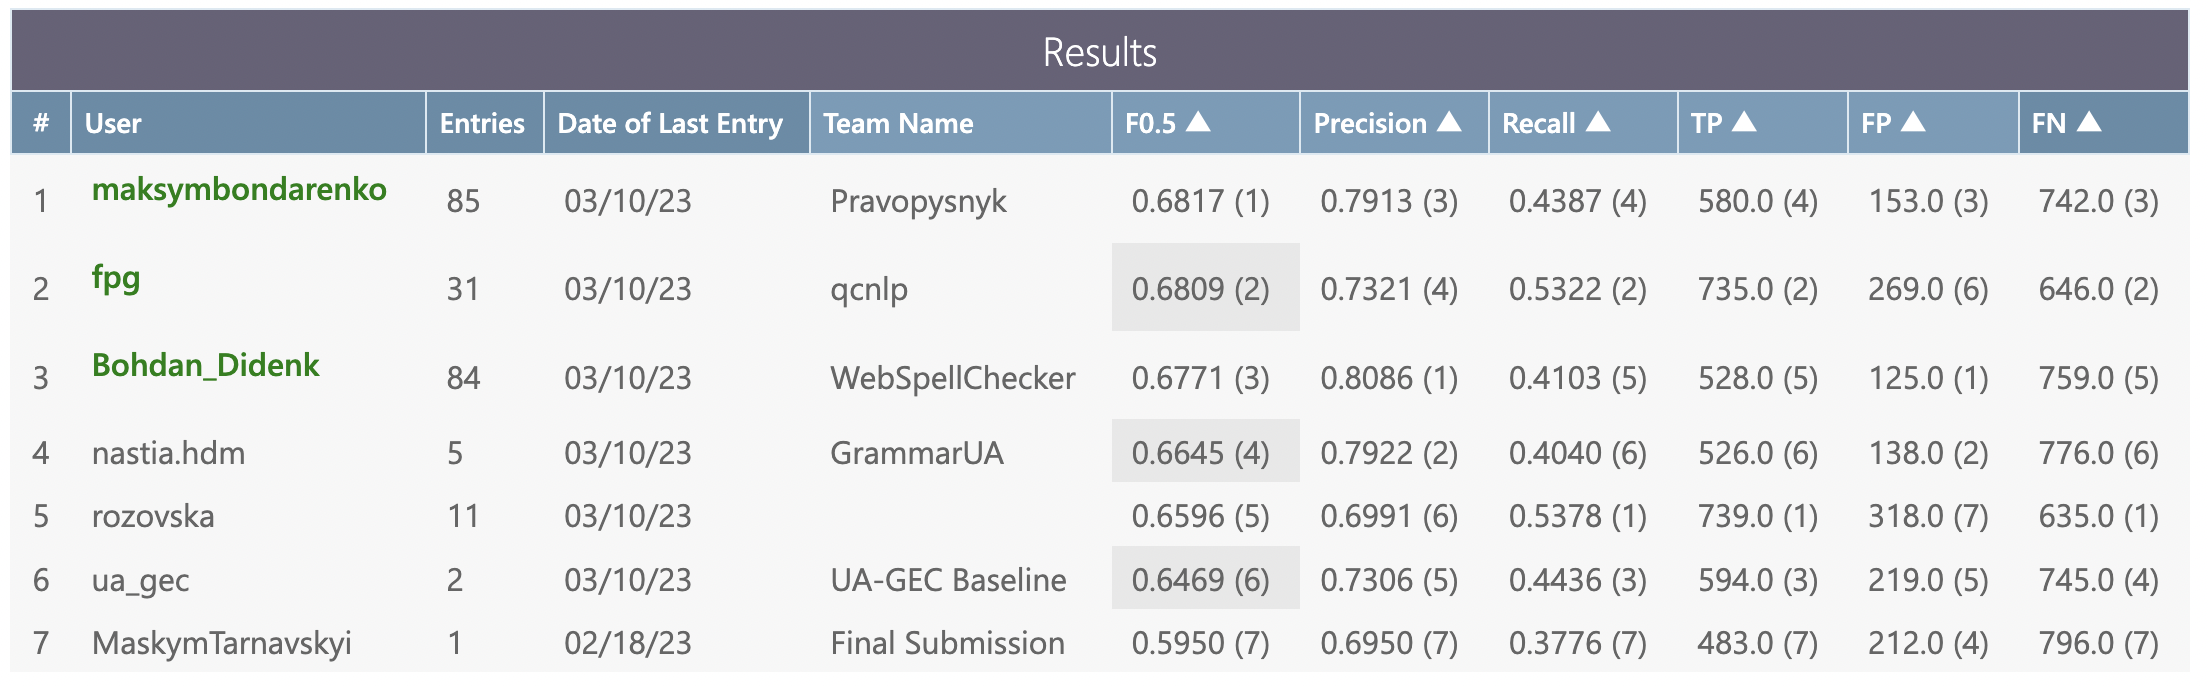 Results
# User Entries Date of Last Entry Team Name F0.5 ▲ Precision ▲ Recall ▲ TP ▲ FP ▲ FN ▲
1 maksymbondarenko 85 03/10/23 Pravopysnyk 0.6817 (1) 0.7913 (3) 0.4387 (4) 580.0 (4) 153.0 (3) 742.0 (3)
2 fpg 31 03/10/23 qcnlp 0.6809 (2) 0.7321 (4) 0.5322 (2) 735.0 (2) 269.0 (6) 646.0 (2)
3 Bohdan_Didenk 84 03/10/23 WebSpellChecker 0.6771 (3) 0.8086 (1) 0.4103 (5) 528.0 (5) 125.0 (1) 759.0 (5)
4 nastia.hdm 5 03/10/23 GrammarUA 0.6645 (4) 0.7922 (2) 0.4040 (6) 526.0 (6) 138.0 (2) 776.0 (6)
5 rozovska 11 03/10/23 0.6596 (5) 0.6991 (6) 0.5378 (1) 739.0 (1) 318.0 (7) 635.0 (1)
6 ua_gec 2 03/10/23 UA-GEC Baseline 0.6469 (6) 0.7306 (5) 0.4436 (3) 594.0 (3) 219.0 (5) 745.0 (4)
7 MaskymTarnavskyi 1 02/18/23 Final Submission 0.5950 (7) 0.6950 (7) 0.3776 (7) 483.0 (7) 212.0 (4) 796.0 (7)